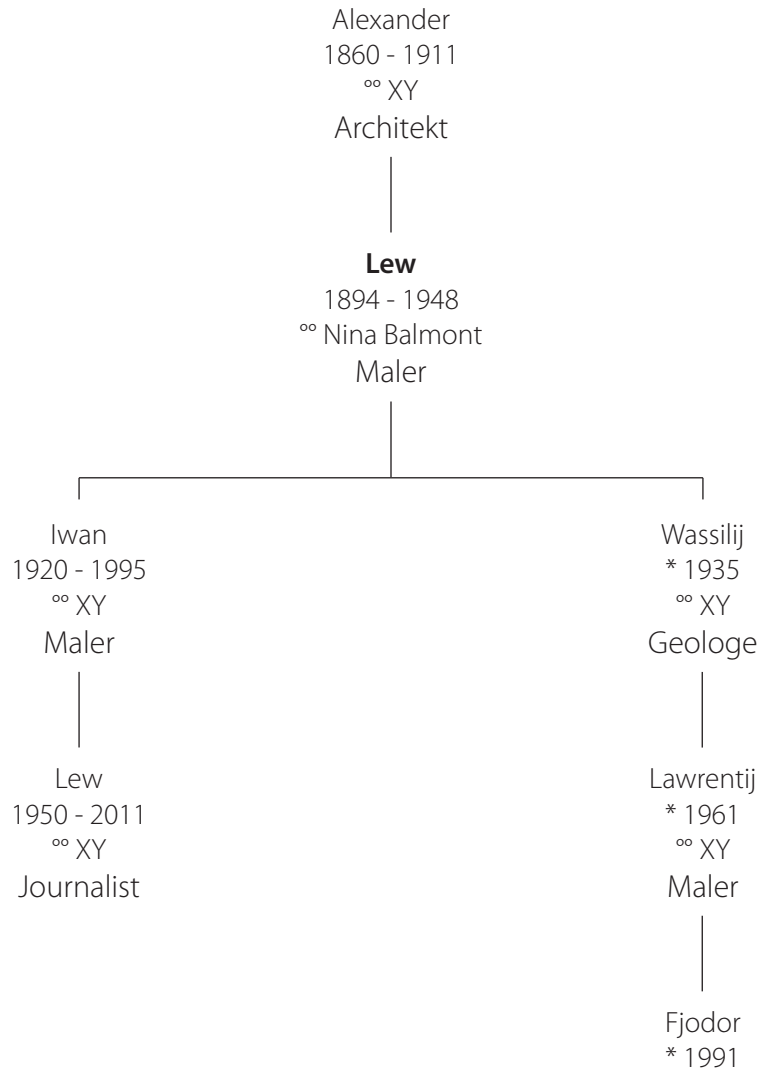 Alexander
1860 - 1911
°° XY
Architekt
Lew
1894 - 1948
°° Nina Balmont
Maler
Iwan
1920 - 1995
°° XY
Maler
Wassilij
* 1935
°° XY
Geologe
Lew
1950 - 2011
°° XY
Journalist
Lawrentij
* 1961
°° XY
Maler
Fjodor
* 1991